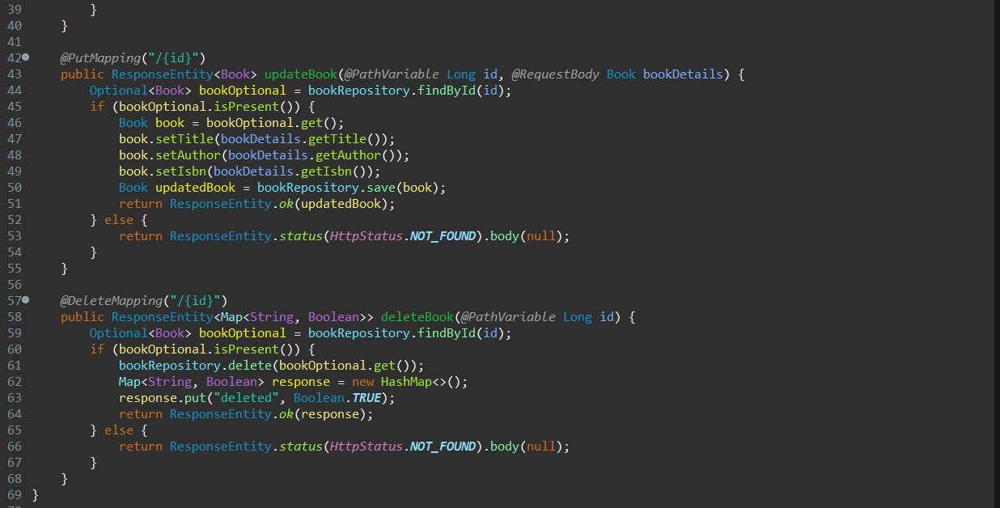 39         }
40     }
41
42     @PutMapping("/{id}")
43     public ResponseEntity<Book> updateBook(@PathVariable Long id, @RequestBody Book bookDetails) {
44         Optional<Book> bookOptional = bookRepository.findById(id);
45         if (bookOptional.isPresent()) {
46             Book book = bookOptional.get();
47             book.setTitle(bookDetails.getTitle());
48             book.setAuthor(bookDetails.getAuthor());
49             book.setIsbn(bookDetails.getIsbn());
50             Book updatedBook = bookRepository.save(book);
51             return ResponseEntity.ok(updatedBook);
52         } else {
53             return ResponseEntity.status(HttpStatus.NOT_FOUND).body(null);
54         }
55     }
56
57     @DeleteMapping("/{id}")
58     public ResponseEntity<Map<String, Boolean>> deleteBook(@PathVariable Long id) {
59         Optional<Book> bookOptional = bookRepository.findById(id);
60         if (bookOptional.isPresent()) {
61             bookRepository.delete(bookOptional.get());
62             Map<String, Boolean> response = new HashMap<>();
63             response.put("deleted", Boolean.TRUE);
64             return ResponseEntity.ok(response);
65         } else {
66             return ResponseEntity.status(HttpStatus.NOT_FOUND).body(null);
67         }
68     }
69 }